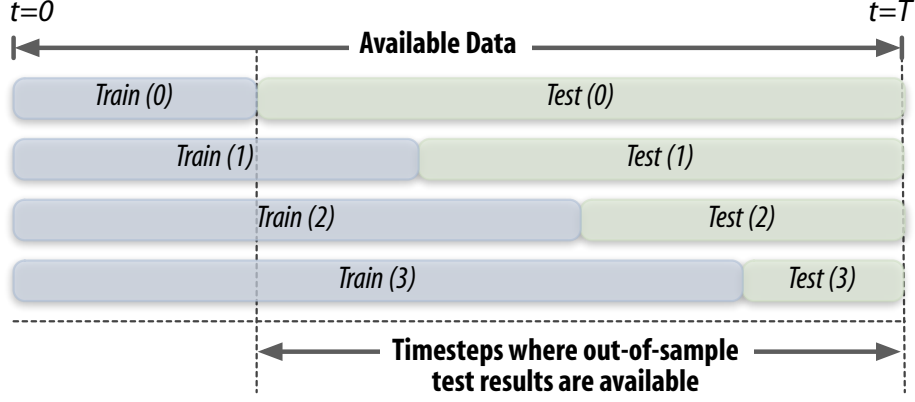 t=0 t=T
Available Data
Train (0) Test (0)
Train (1) Test (1)
Train (2) Test (2)
Train (3) Test (3)
Timesteps where out-of-sample
test results are available